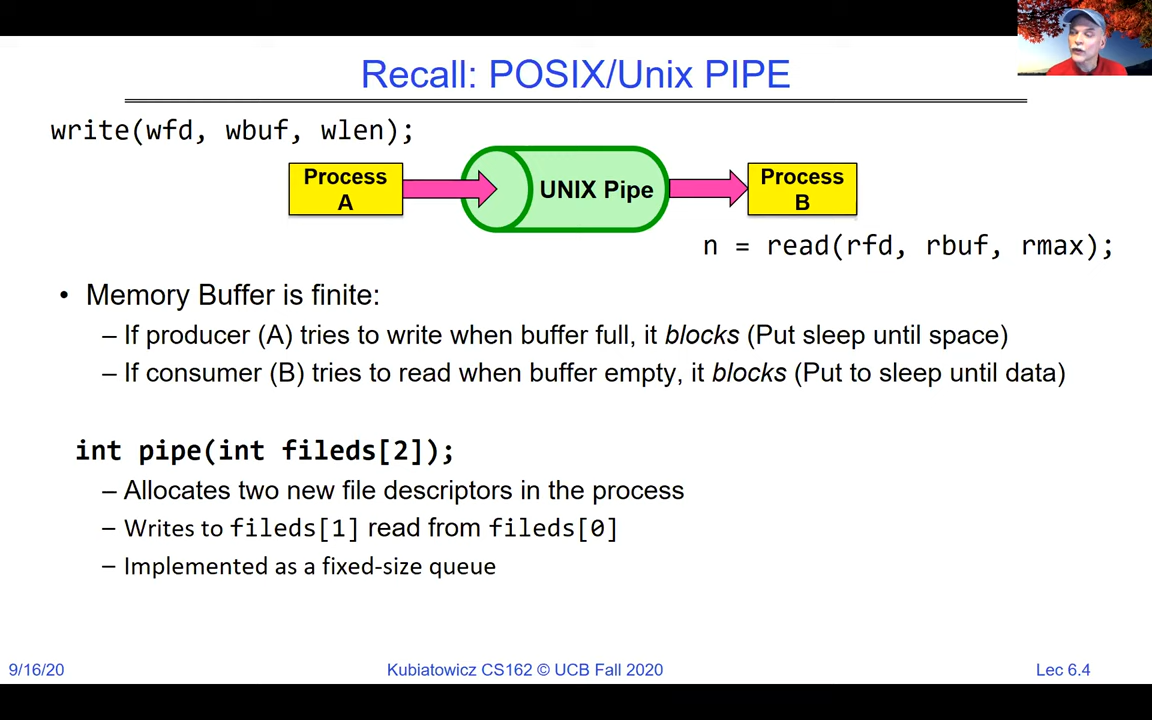 Recall: POSIX/Unix PIPE
write(wfd, wbuf, wlen);
Process
A
UNIX Pipe
Process
B
n = read(rfd, rbuf, rmax);
• Memory Buffer is finite:
– If producer (A) tries to write when buffer full, it blocks (Put sleep until space)
– If consumer (B) tries to read when buffer empty, it blocks (Put to sleep until data)
int pipe(int fileds[2]);
– Allocates two new file descriptors in the process
– Writes to fileds[1] read from fileds[0]
– Implemented as a fixed-size queue
9/16/20
Kubiatowicz CS162 © UCB Fall 2020
Lec 6.4